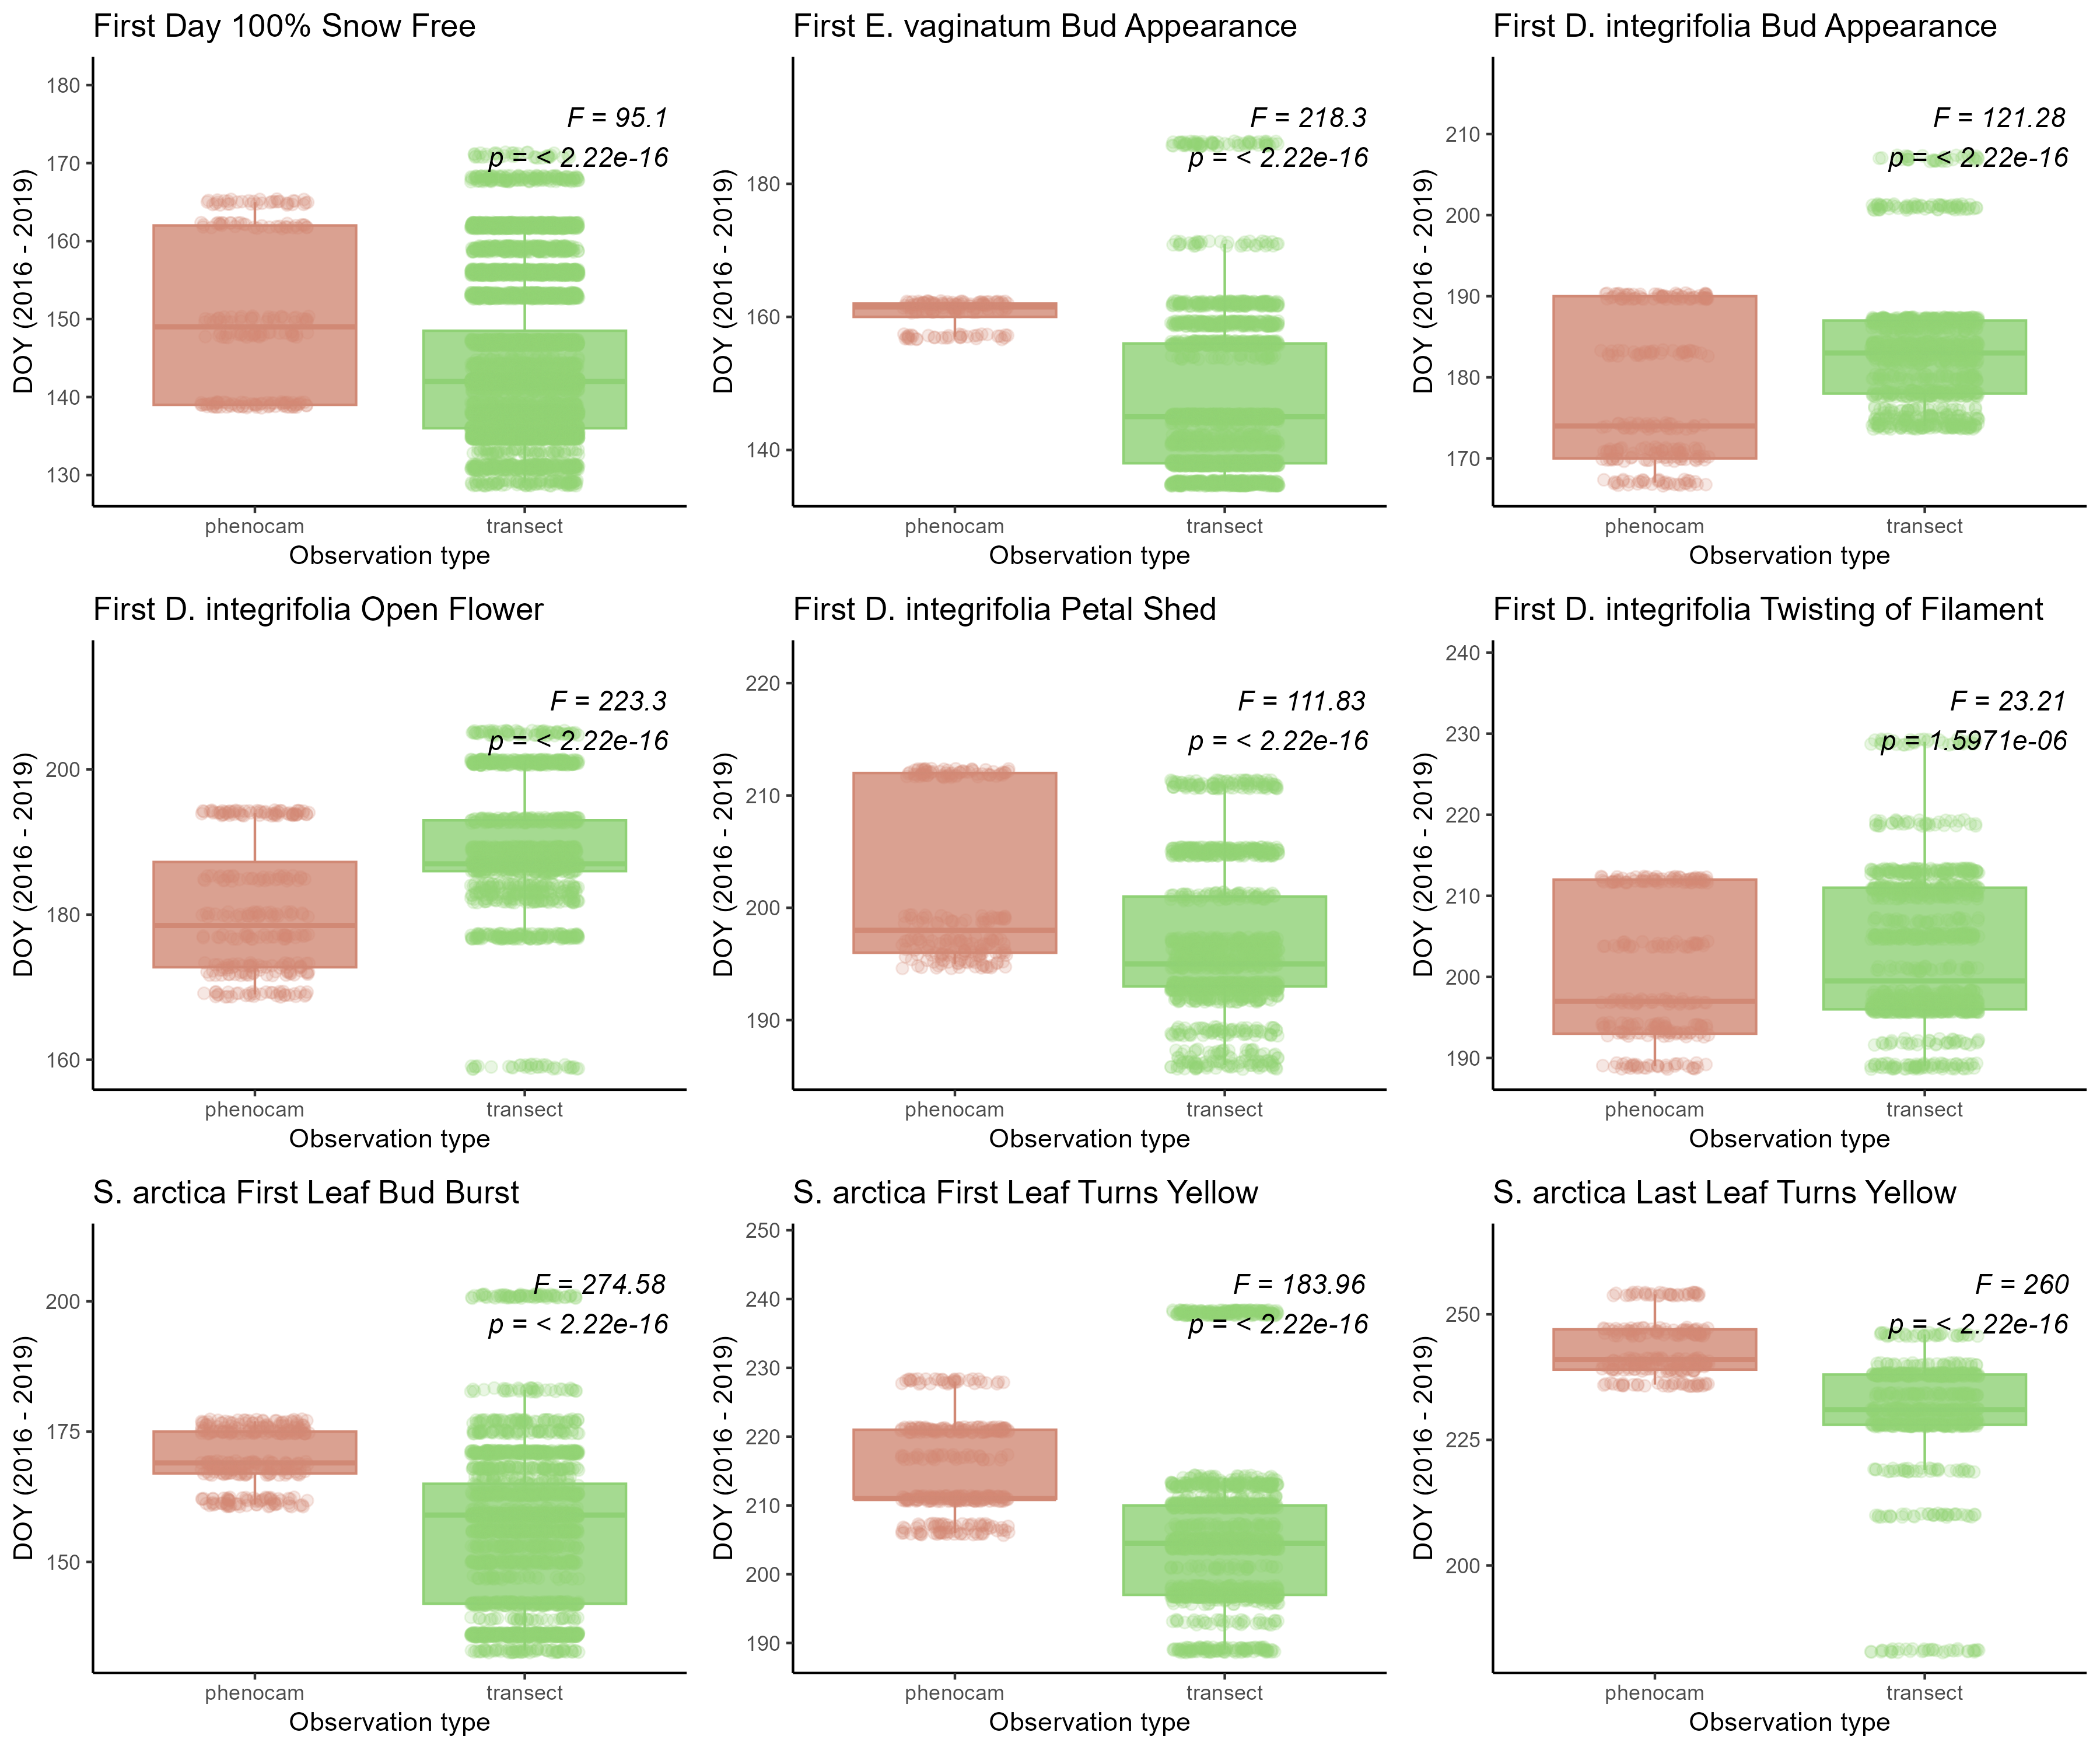 First Day 100% Snow Free
DOY (2016 - 2019)
180
170
160
150
140
130
F = 95.1
p = < 2.22e-16
phenocam
transect
Observation type
First E. vaginatum Bud Appearance
DOY (2016 - 2019)
180
160
140
F = 218.3
p = < 2.22e-16
phenocam
transect
Observation type
First D. integrifolia Bud Appearance
DOY (2016 - 2019)
210
200
190
180
170
F = 121.28
p = < 2.22e-16
phenocam
transect
Observation type
First D. integrifolia Open Flower
DOY (2016 - 2019)
200
180
160
F = 223.3
p = < 2.22e-16
phenocam
transect
Observation type
First D. integrifolia Petal Shed
DOY (2016 - 2019)
220
210
200
190
F = 111.83
p = < 2.22e-16
phenocam
transect
Observation type
First D. integrifolia Twisting of Filament
DOY (2016 - 2019)
240
230
220
210
200
190
F = 23.21
p = 1.5971e-06
phenocam
transect
Observation type
S. arctica First Leaf Bud Burst
DOY (2016 - 2019)
200
175
150
F = 274.58
p = < 2.22e-16
phenocam
transect
Observation type
S. arctica First Leaf Turns Yellow
DOY (2016 - 2019)
250
240
230
220
210
200
190
F = 183.96
p = < 2.22e-16
phenocam
transect
Observation type
S. arctica Last Leaf Turns Yellow
DOY (2016 - 2019)
250
225
200
F = 260
p = < 2.22e-16
phenocam
transect
Observation type